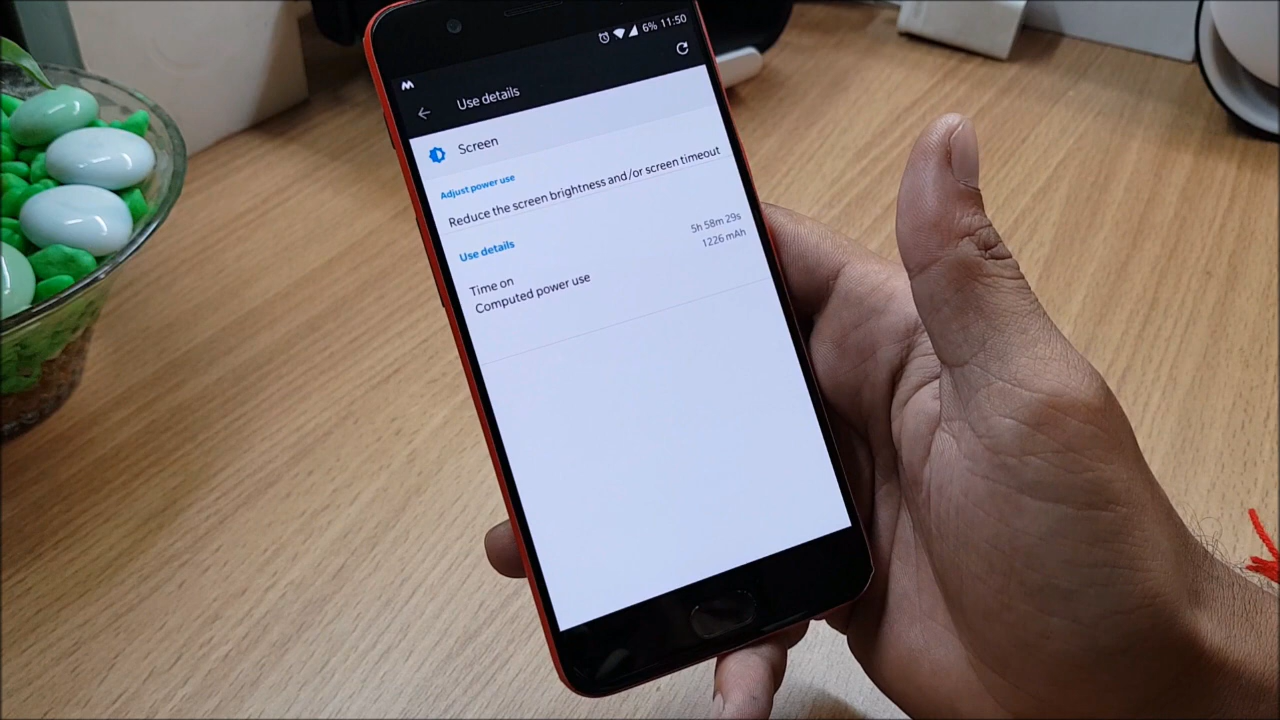 6% 11:50
Use details
Screen
Adjust power use
Reduce the screen brightness and/or screen timeout
Use details
Time on 5h 58m 29s
Computed power use 1226 mAh